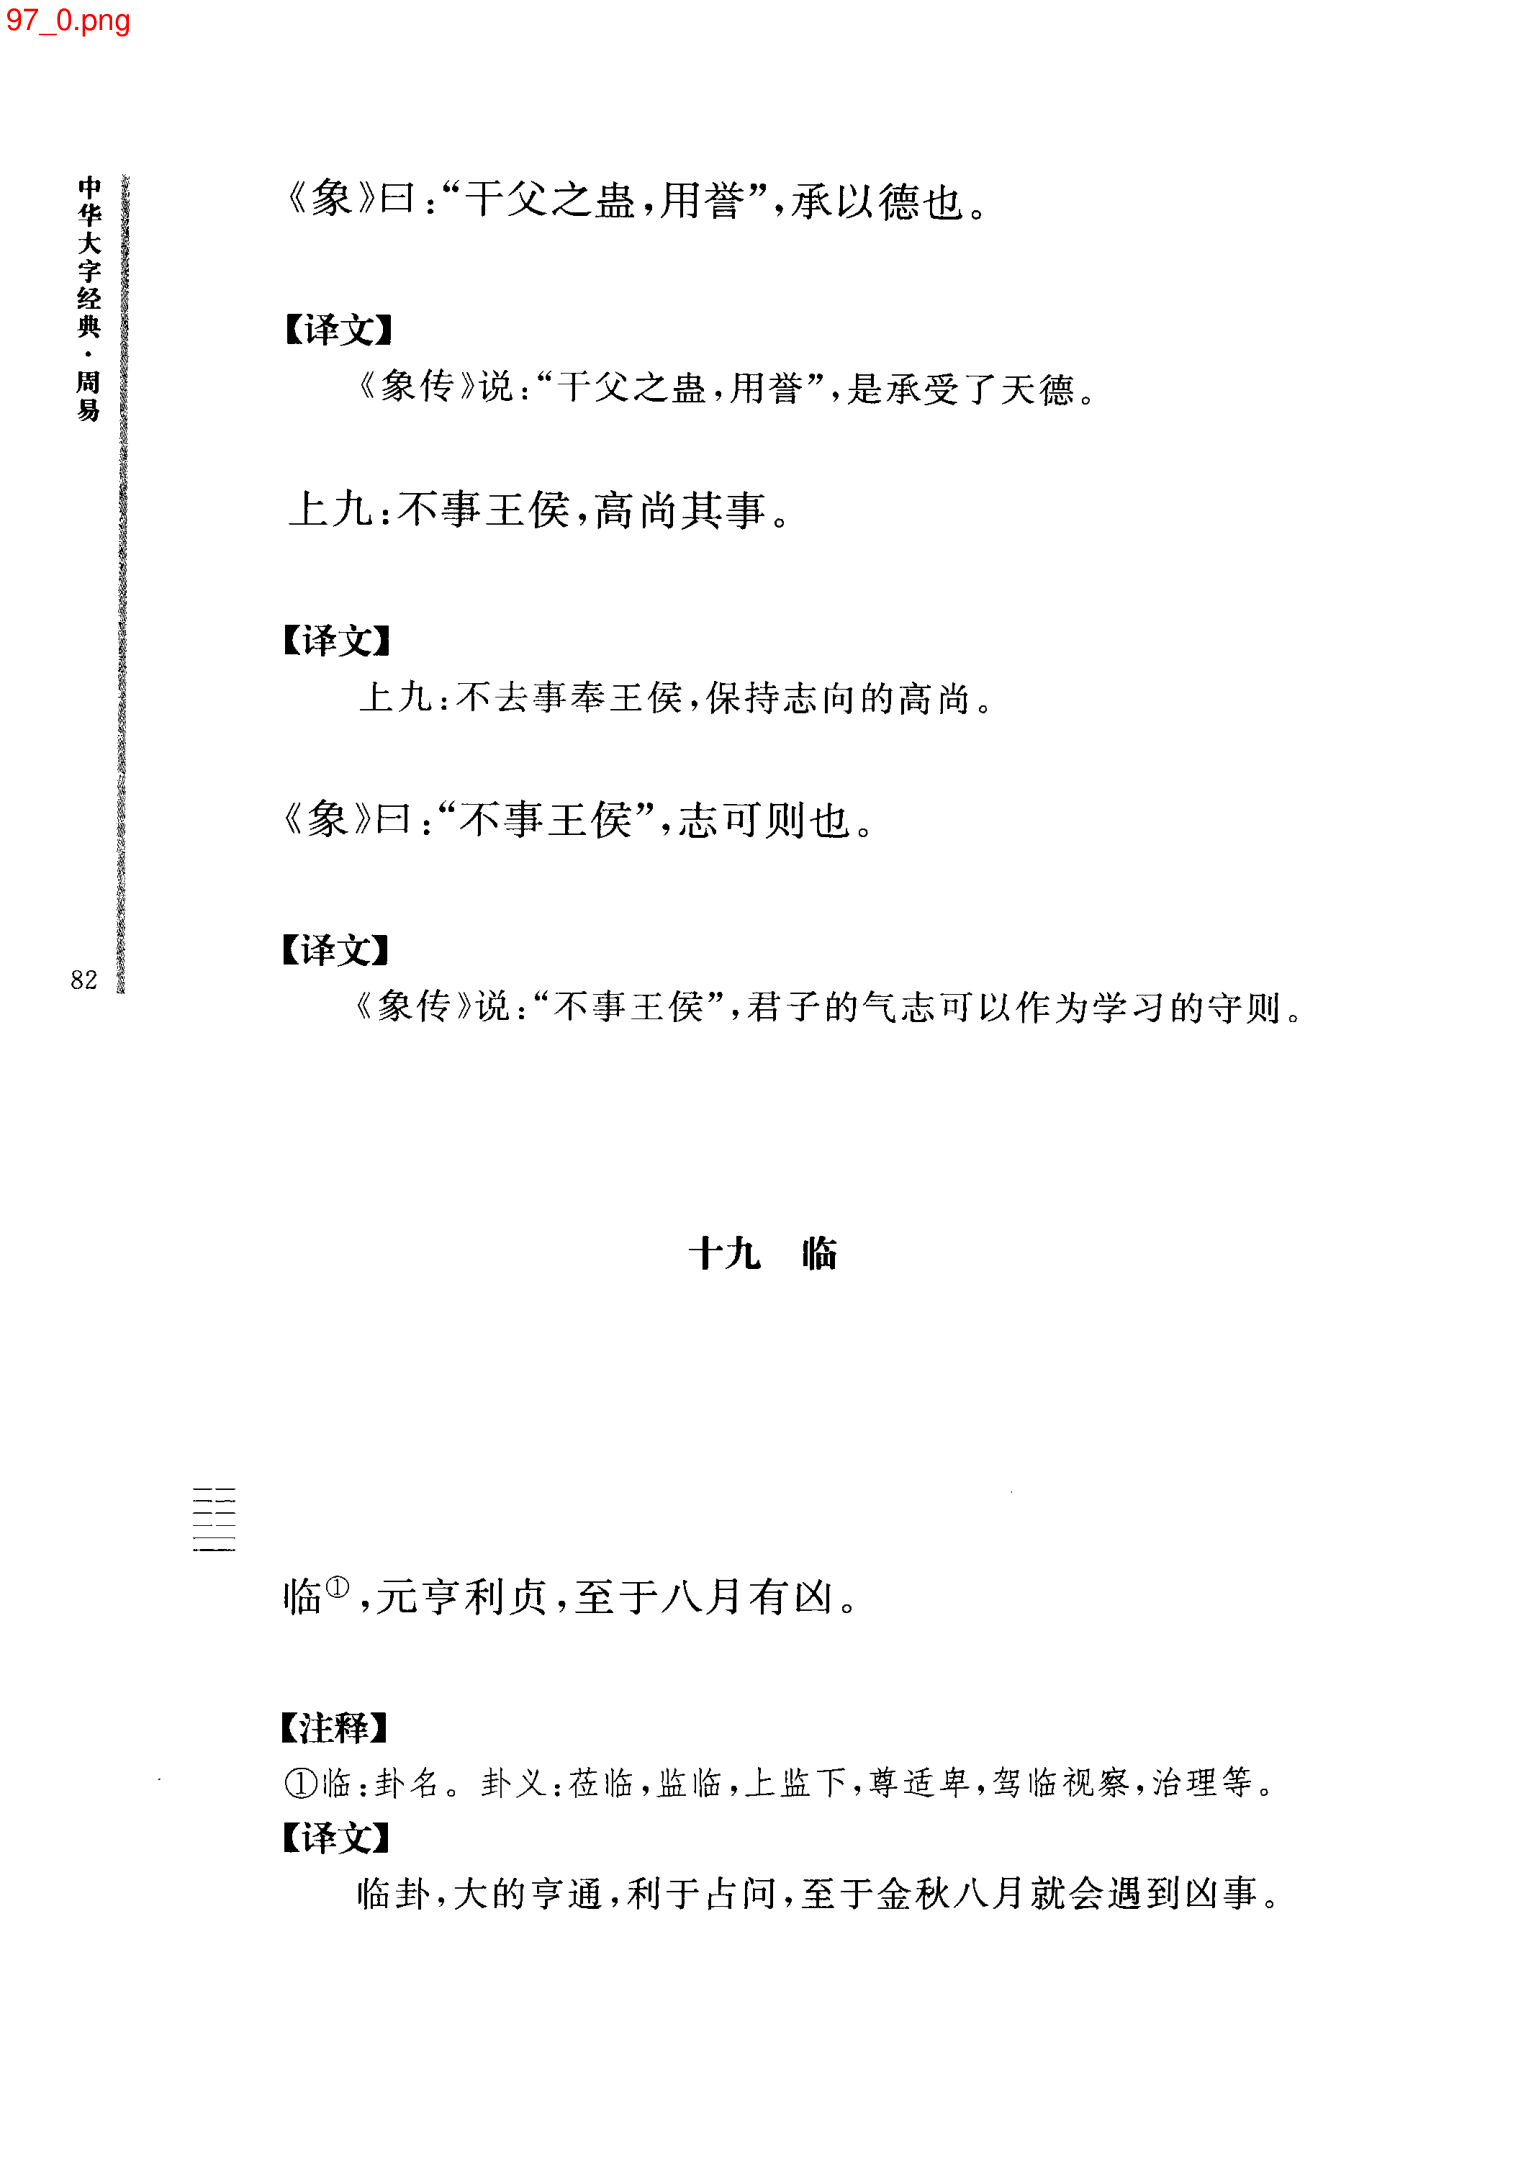 97_0.png
中华大字经典·周易
82
《象》曰:“干父之蛊,用誉”,承以德也。
【译文】
《象传》说:“干父之蛊,用誉”,是承受了天德。
上九:不事王侯,高尚其事。
【译文】
上九:不去事奉王侯,保持志向的高尚。
《象》曰:“不事王侯”,志可则也。
【译文】
《象传》说:“不事王侯”,君子的气志可以作为学习的守则。
十九 临
临①,元亨利贞,至于八月有凶。
【注释】
①临:卦名。卦义:莅临,监临,上监下,尊适卑,驾临视察,治理等。
【译文】
临卦,大的亨通,利于占问,至于金秋八月就会遇到凶事。